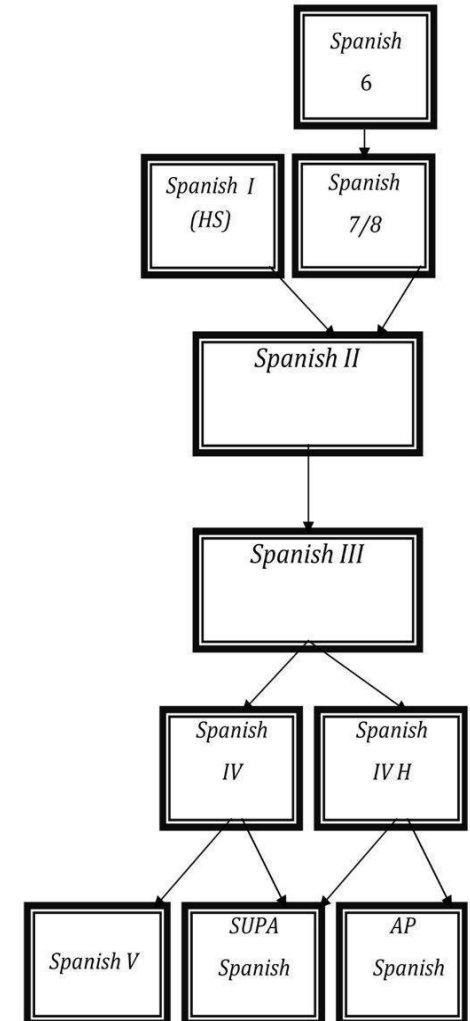 Spanish
6
Spanish I
(HS)
Spanish
7/8
Spanish II
Spanish III
Spanish
IV
Spanish
IV H
Spanish V
SUPA
Spanish
AP
Spanish